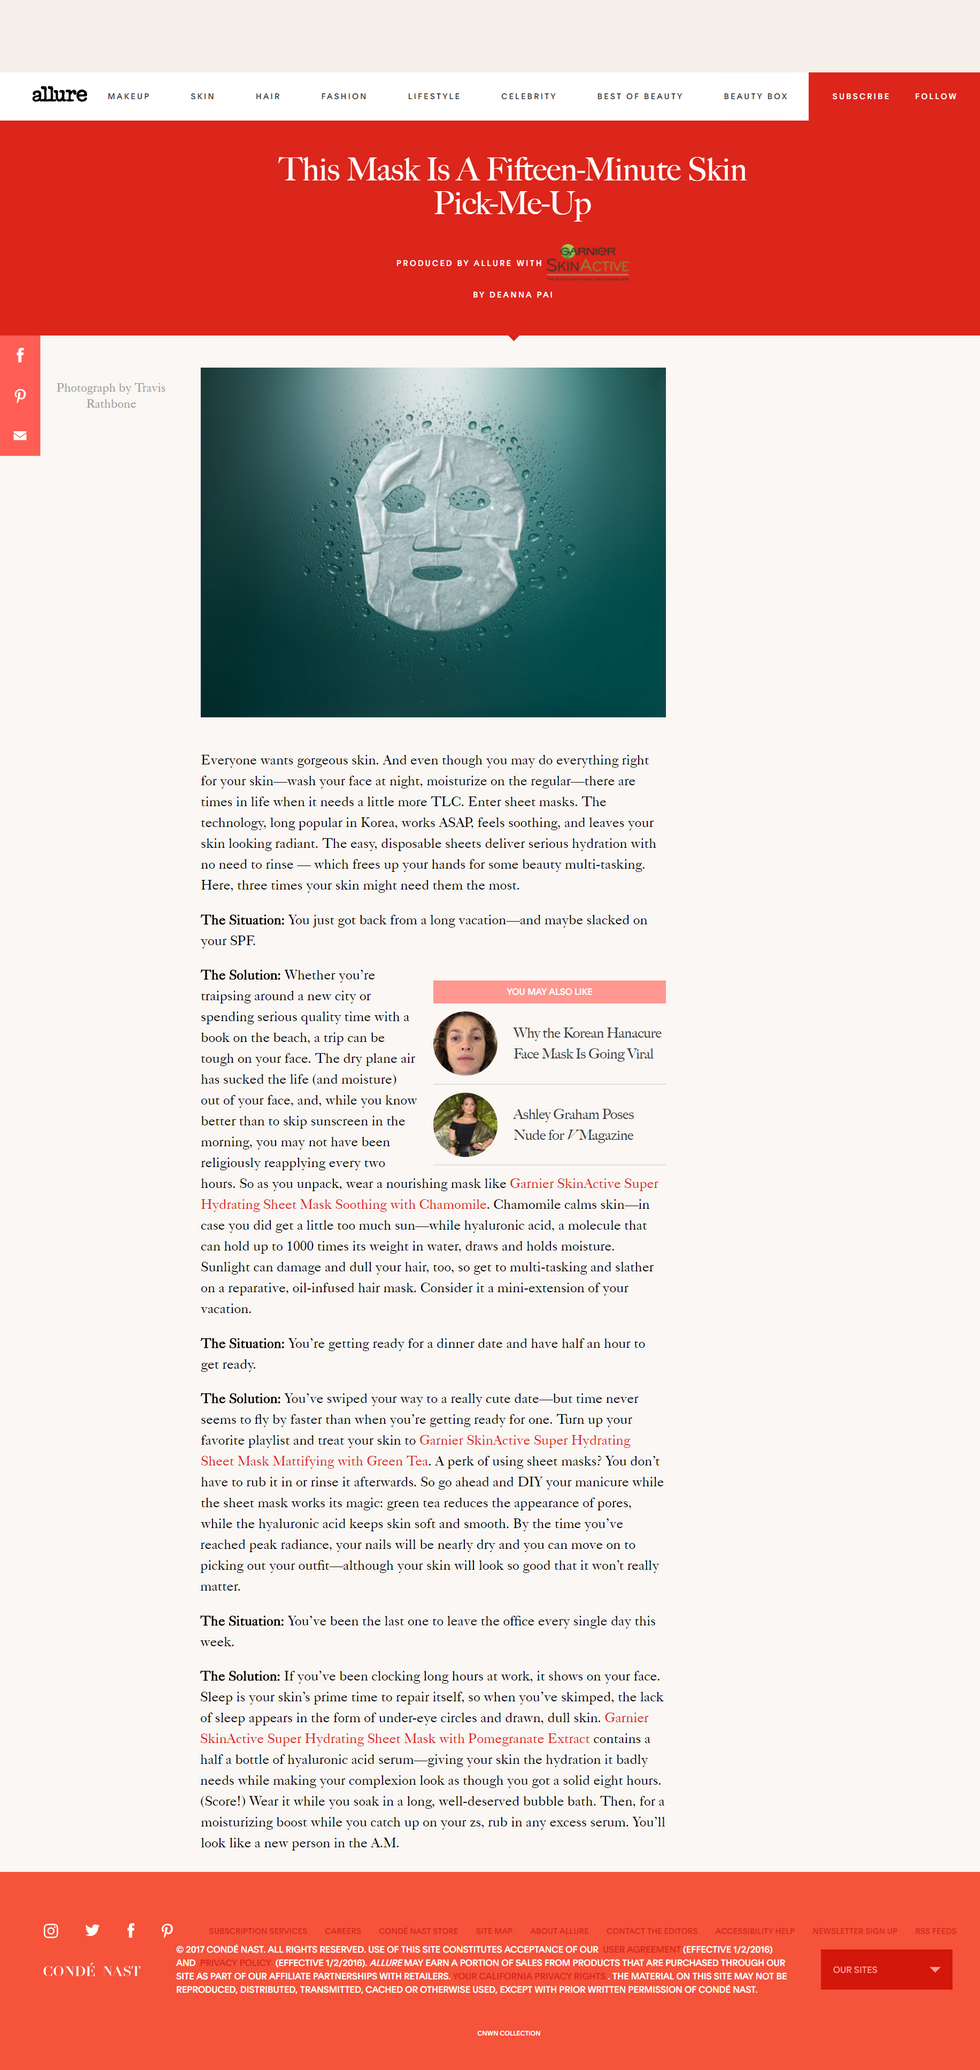 allure
MAKEUP SKIN HAIR FASHION LIFESTYLE CELEBRITY BEST OF BEAUTY BEAUTY BOX SUBSCRIBE FOLLOW
This Mask Is A Fifteen-Minute Skin
Pick-Me-Up
PRODUCED BY ALLURE WITH
GARNIER
SKINACTIVE
BY DEANNA PAI
Photograph by Travis
Rathbone
Everyone wants gorgeous skin. And even though you may do everything right
for your skin—wash your face at night, moisturize on the regular—there are
times in life when it needs a little more TLC. Enter sheet masks. The
technology, long popular in Korea, works ASAP, feels soothing, and leaves your
skin looking radiant. The easy, disposable sheets deliver serious hydration with
no need to rinse — which frees up your hands for some beauty multi-tasking.
Here, three times your skin might need them the most.
The Situation: You just got back from a long vacation—and maybe slacked on
your SPF.
The Solution: Whether you’re
traipsing around a new city or
spending serious quality time with a
book on the beach, a trip can be
tough on your face. The dry plane air
has sucked the life (and moisture)
out of your face, and, while you know
better than to skip sunscreen in the
morning, you may not have been
religiously reapplying every two
YOU MAY ALSO LIKE
Why the Korean Hanacure
Face Mask Is Going Viral
Ashley Graham Poses
Nude for V Magazine
hours. So as you unpack, wear a nourishing mask like Garnier SkinActive Super
Hydrating Sheet Mask Soothing with Chamomile. Chamomile calms skin—in
case you did get a little too much sun—while hyaluronic acid, a molecule that
can hold up to 1000 times its weight in water, draws and holds moisture.
Sunlight can damage and dull your hair, too, so get to multi-tasking and slather
on a reparative, oil-infused hair mask. Consider it a mini-extension of your
vacation.
The Situation: You’re getting ready for a dinner date and have half an hour to
get ready.
The Solution: You’ve swiped your way to a really cute date—but time never
seems to fly by faster than when you’re getting ready for one. Turn up your
favorite playlist and treat your skin to Garnier SkinActive Super Hydrating
Sheet Mask Mattifying with Green Tea. A perk of using sheet masks? You don’t
have to rub it in or rinse it afterwards. So go ahead and DIY your manicure while
the sheet mask works its magic: green tea reduces the appearance of pores,
while the hyaluronic acid keeps skin soft and smooth. By the time you’ve
reached peak radiance, your nails will be nearly dry and you can move on to
picking out your outfit—although your skin will look so good that it won’t really
matter.
The Situation: You’ve been the last one to leave the office every single day this
week.
The Solution: If you’ve been clocking long hours at work, it shows on your face.
Sleep is your skin’s prime time to repair itself, so when you’ve skimped, the lack
of sleep appears in the form of under-eye circles and drawn, dull skin. Garnier
SkinActive Super Hydrating Sheet Mask with Pomegranate Extract contains a
half a bottle of hyaluronic acid serum—giving your skin the hydration it badly
needs while making your complexion look as though you got a solid eight hours.
(Score!) Wear it while you soak in a long, well-deserved bubble bath. Then, for a
moisturizing boost while you catch up on your zs, rub in any excess serum. You’ll
look like a new person in the A.M.
SUBSCRIPTION SERVICES CAREERS CONDÉ NAST STORE SITE MAP ABOUT ALLURE CONTACT THE EDITORS ACCESSIBILITY HELP NEWSLETTER SIGN UP RSS FEEDS
CONDÉ NAST
© 2017 CONDÉ NAST. ALL RIGHTS RESERVED. USE OF THIS SITE CONSTITUTES ACCEPTANCE OF OUR USER AGREEMENT (EFFECTIVE 1/2/2016)
AND PRIVACY POLICY (EFFECTIVE 1/2/2016). ALLURE MAY EARN A PORTION OF SALES FROM PRODUCTS THAT ARE PURCHASED THROUGH OUR
SITE AS PART OF OUR AFFILIATE PARTNERSHIPS WITH RETAILERS. YOUR CALIFORNIA PRIVACY RIGHTS . THE MATERIAL ON THIS SITE MAY NOT BE
REPRODUCED, DISTRIBUTED, TRANSMITTED, CACHED OR OTHERWISE USED, EXCEPT WITH PRIOR WRITTEN PERMISSION OF CONDÉ NAST.
OUR SITES
CNWN COLLECTION